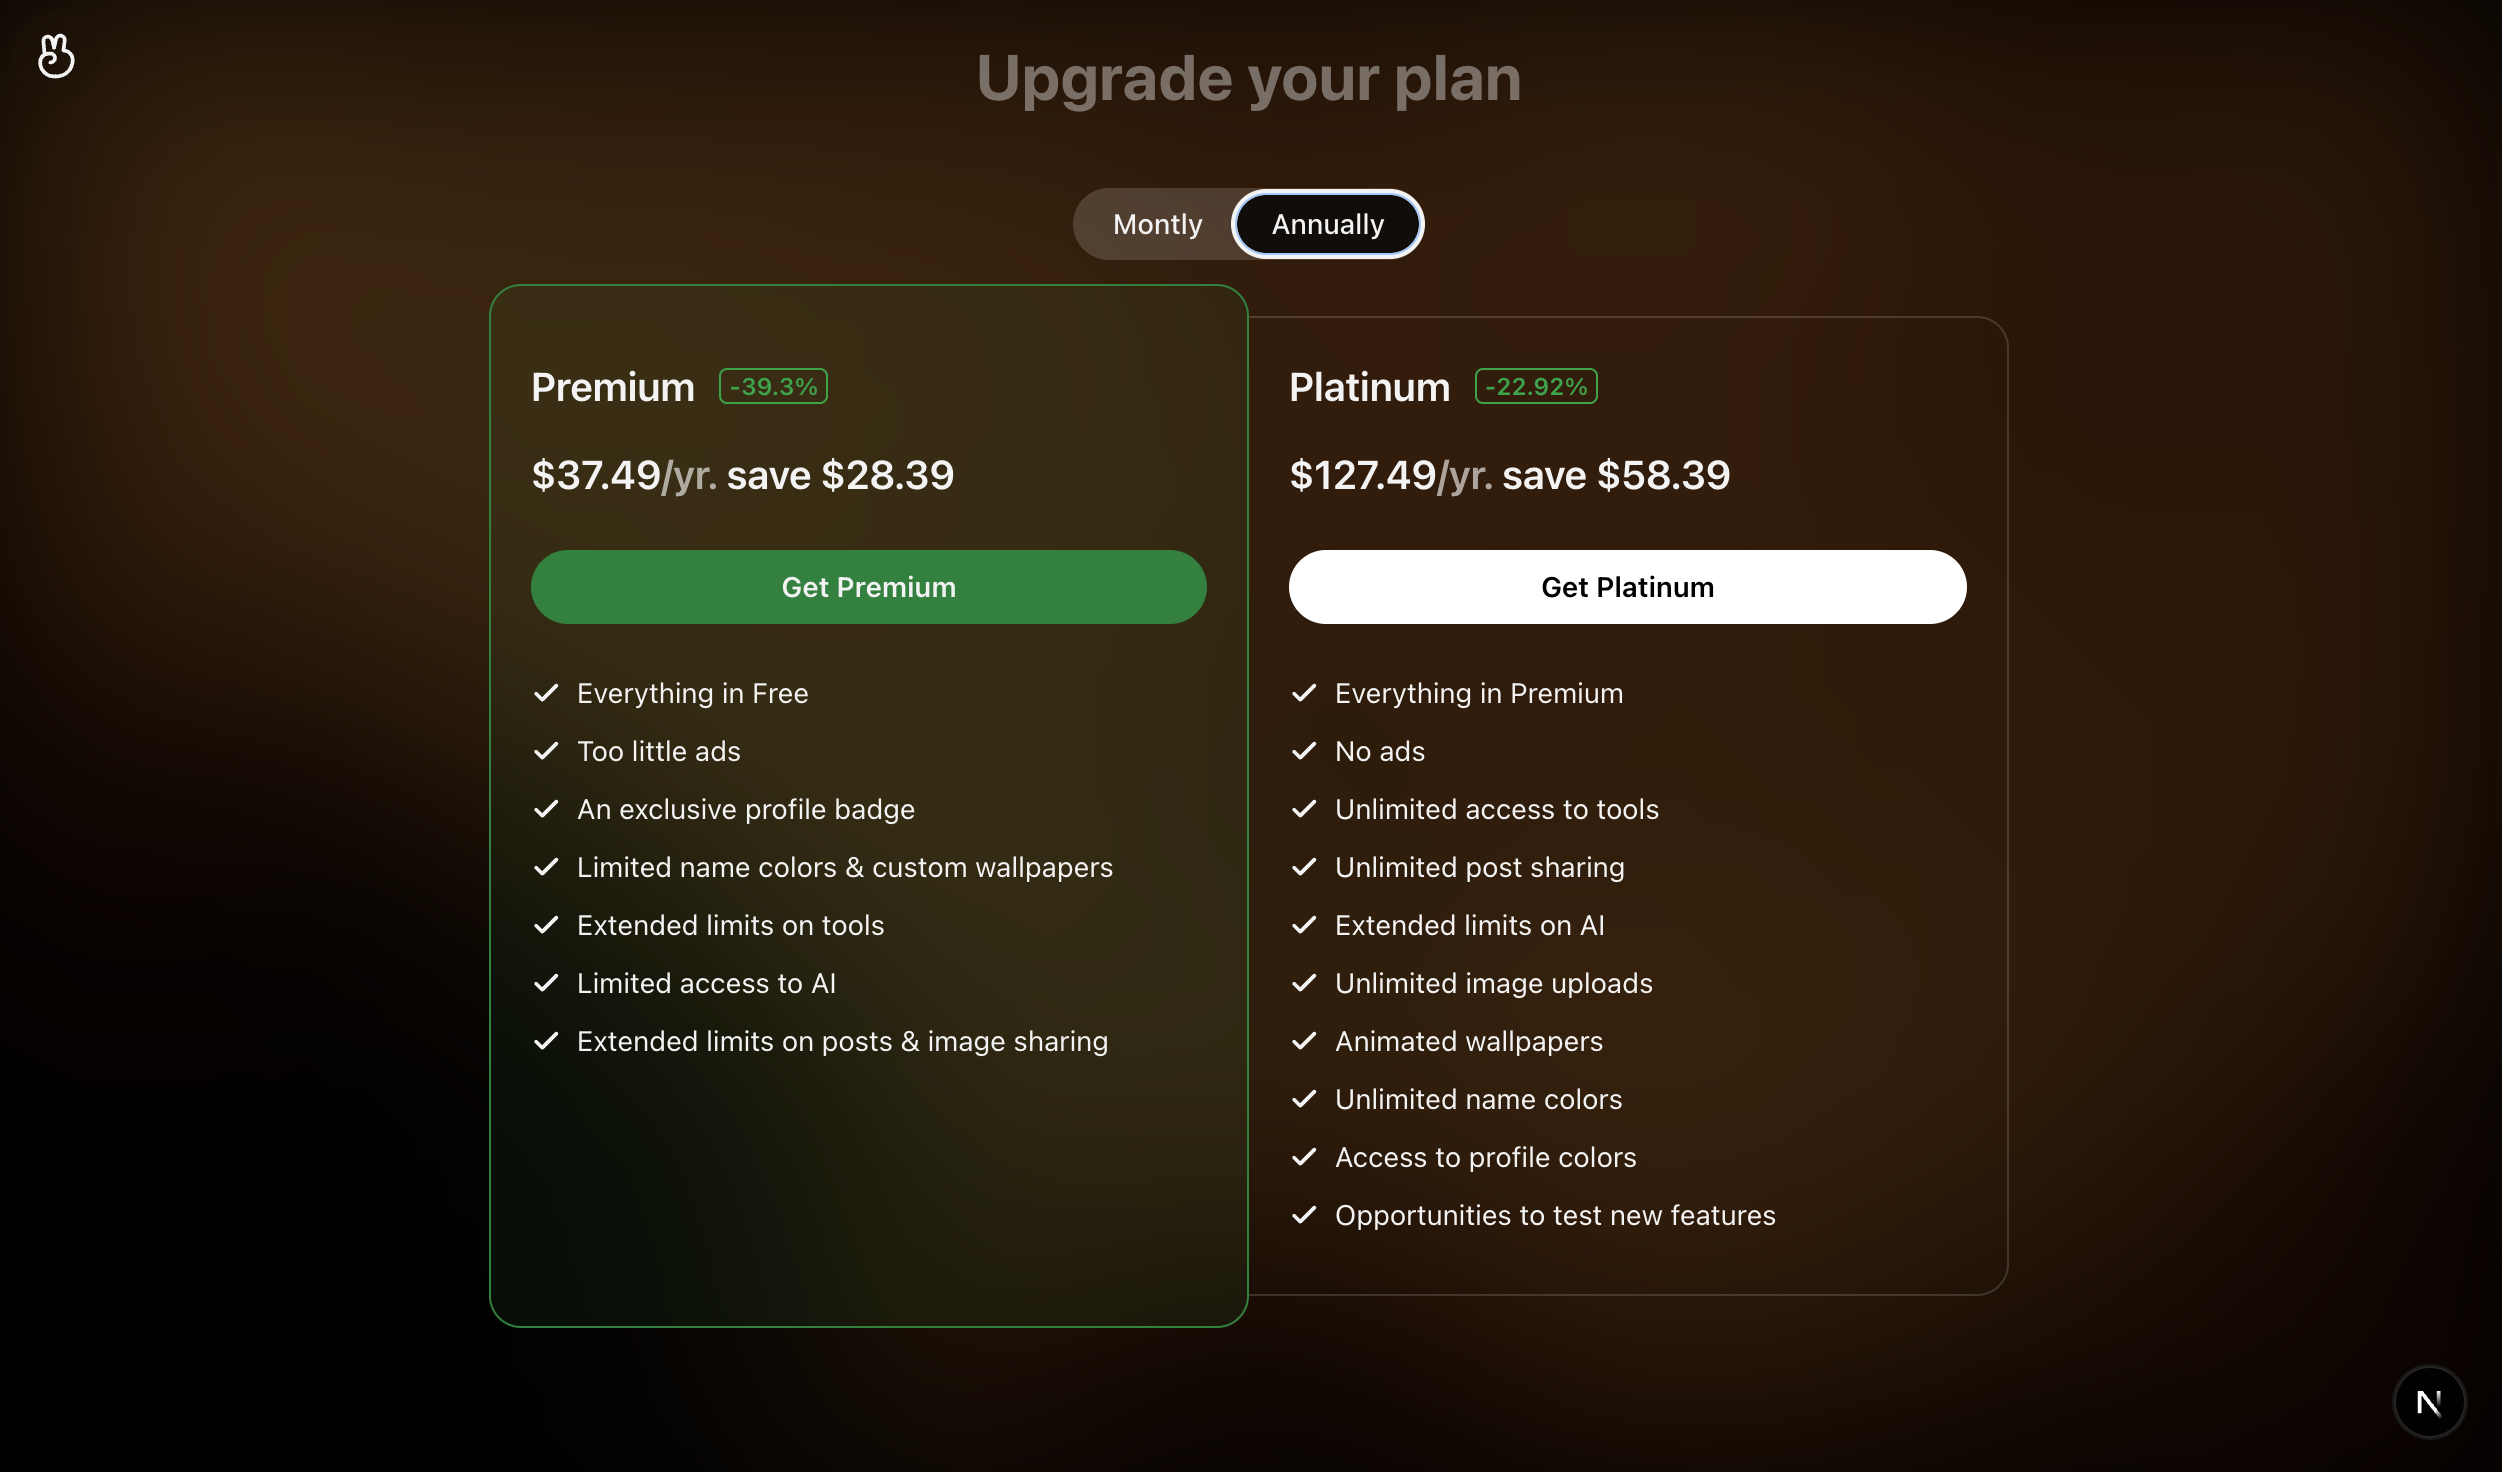 Upgrade your plan
Montly
Annually
Premium
-39.3%
$37.49/yr. save $28.39
Get Premium
Everything in Free
Too little ads
An exclusive profile badge
Limited name colors & custom wallpapers
Extended limits on tools
Limited access to AI
Extended limits on posts & image sharing
Platinum
-22.92%
$127.49/yr. save $58.39
Get Platinum
Everything in Premium
No ads
Unlimited access to tools
Unlimited post sharing
Extended limits on AI
Unlimited image uploads
Animated wallpapers
Unlimited name colors
Access to profile colors
Opportunities to test new features
N